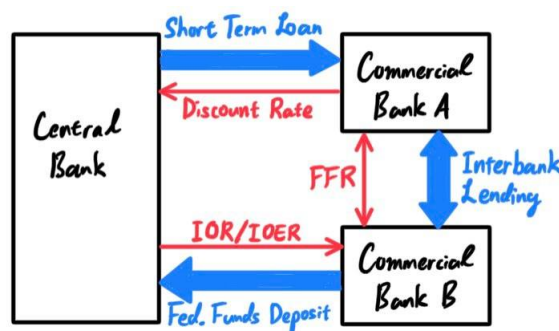 Short Term Loan
Central
Bank
Commercial
Bank A
Discount Rate
FFR
Interbank
Lending
IOR/IOER
Commercial
Bank B
Fed. Funds Deposit